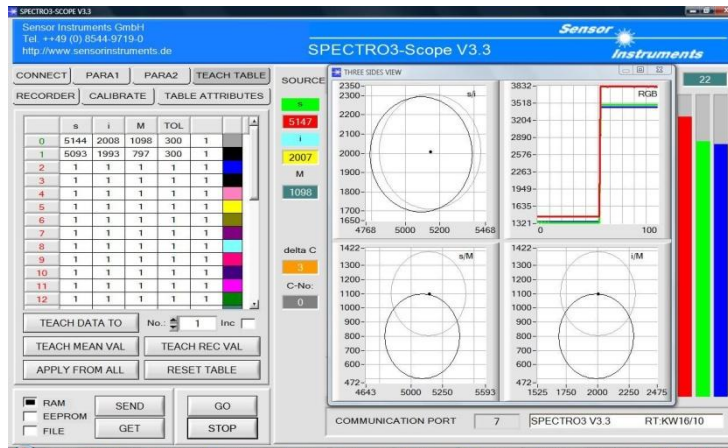 SPECTRO3-SCOPE V3.3
Sensor Instruments GmbH
Tel. ++49 (0) 8544-9719-0
http://www sensorinstruments.de
SPECTRO3-Scope V3.3
Sensor
Instruments
CONNECT PARA1 PARA2 TEACH TABLE
RECORDER CALIBRATE TABLE ATTRIBUTES
s i M TOL
0 5144 2008 1098 300 1
1 5093 1993 797 300 1
2 1 1 1 1 1
3 1 1 1 1 1
4 1 1 1 1 1
5 1 1 1 1 1
6 1 1 1 1 1
7 1 1 1 1 1
8 1 1 1 1 1
9 1 1 1 1 1
10 1 1 1 1 1
11 1 1 1 1 1
12 1 1 1 1 1
TEACH DATA TO No.: 1 Inc
TEACH MEAN VAL TEACH REC VAL
APPLY FROM ALL RESET TABLE
RAM
EEPROM
FILE
SEND GO
GET STOP
SOURCE
s
5147
i
2007
M
1098
delta C
3
C-No:
0
THREE SIDES VIEW
s/i
2350
2300
2200
2100
2000
1900
1800
1700
1650
4768 5000 5200 5468
RGB
3832
3518
3204
2890
2576
2263
1949
1635
1321
0 100
s/M
1422
1300
1200
1100
1000
900
800
700
600
472
4643 5000 5250 5593
i/M
1422
1300
1200
1100
1000
900
800
700
600
472
1525 1750 2000 2250 2475
22
COMMUNICATION PORT 7 SPECTRO3 V3.3 RT:KW16/10